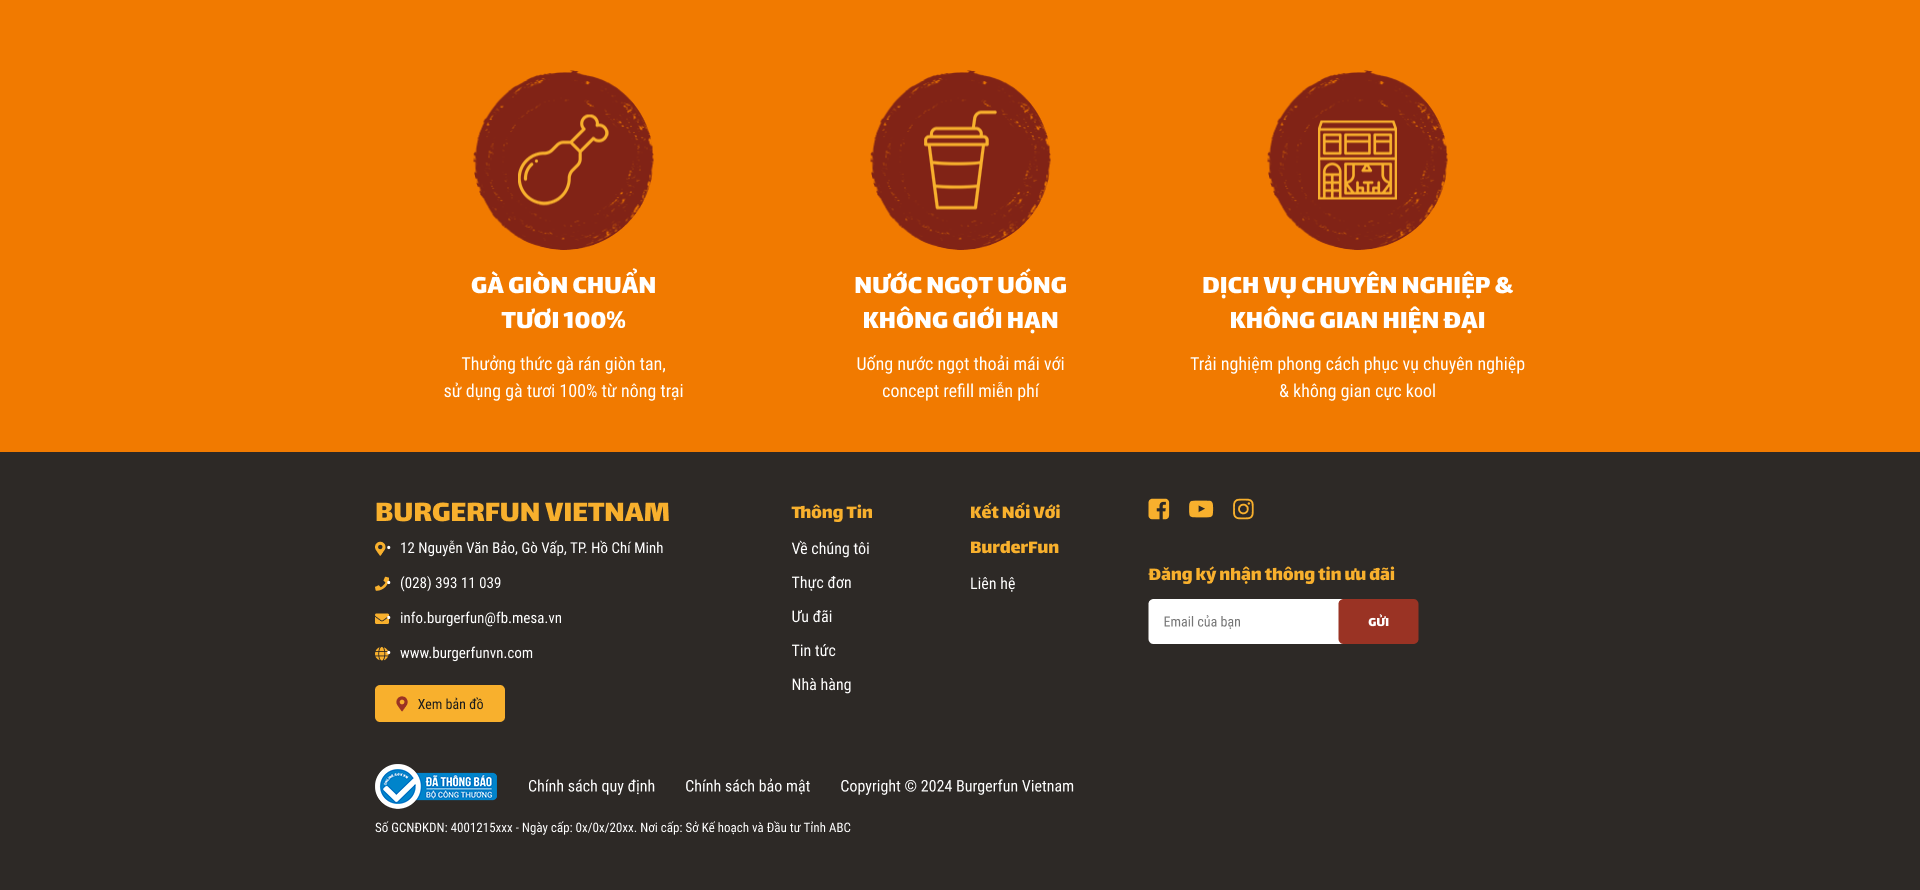 GÀ GIÒN CHUẨN
TƯƠI 100%
Thưởng thức gà rán giòn tan,
sử dụng gà tươi 100% từ nông trại
NƯỚC NGỌT UỐNG
KHÔNG GIỚI HẠN
Uống nước ngọt thoải mái với
concept refill miễn phí
DỊCH VỤ CHUYÊN NGHIỆP &
KHÔNG GIAN HIỆN ĐẠI
Trải nghiệm phong cách phục vụ chuyên nghiệp
& không gian cực kool
BURGERFUN VIETNAM
12 Nguyễn Văn Bảo, Gò Vấp, TP. Hồ Chí Minh
(028) 393 11 039
info.burgerfun@fb.mesa.vn
www.burgerfunvn.com
Xem bản đồ
Thông Tin
Về chúng tôi
Thực đơn
Ưu đãi
Tin tức
Nhà hàng
Kết Nối Với
BurderFun
Liên hệ
Đăng ký nhận thông tin ưu đãi
Email của bạn
GỬI
ĐÃ THÔNG BÁO
BỘ CÔNG THƯƠNG
Chính sách quy định
Chính sách bảo mật
Copyright © 2024 Burgerfun Vietnam
Số GCNĐKDN: 4001215xxx - Ngày cấp: 0x/0x/20xx. Nơi cấp: Sở Kế hoạch và Đầu tư Tỉnh ABC